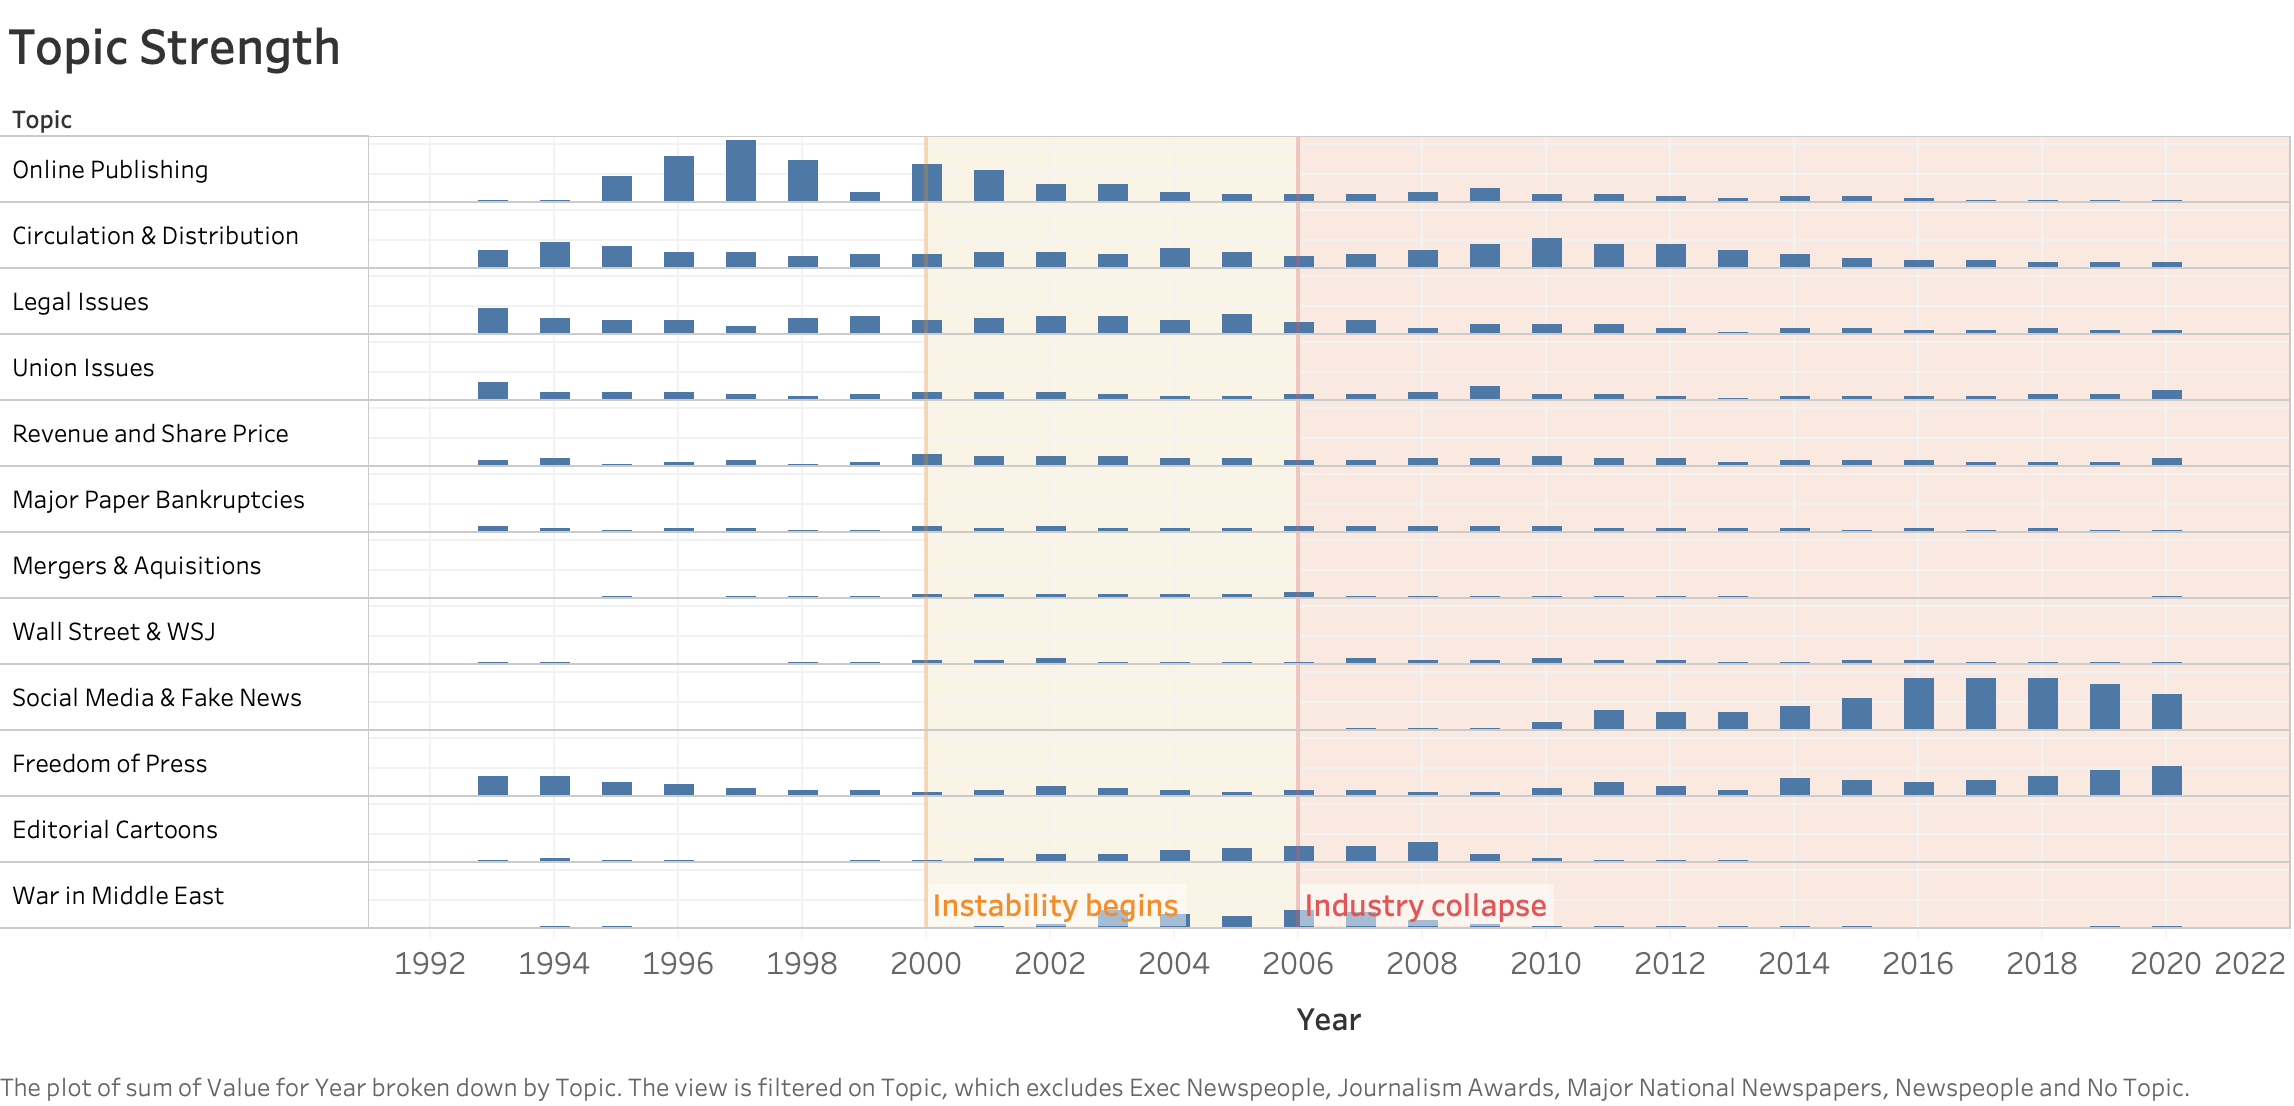 Topic Strength
Topic
Online Publishing
Circulation & Distribution
Legal Issues
Union Issues
Revenue and Share Price
Major Paper Bankruptcies
Mergers & Aquisitions
Wall Street & WSJ
Social Media & Fake News
Freedom of Press
Editorial Cartoons
War in Middle East
Instability begins
Industry collapse
1992 1994 1996 1998 2000 2002 2004 2006 2008 2010 2012 2014 2016 2018 2020 2022
Year
The plot of sum of Value for Year broken down by Topic. The view is filtered on Topic, which excludes Exec Newspeople, Journalism Awards, Major National Newspapers, Newspeople and No Topic.